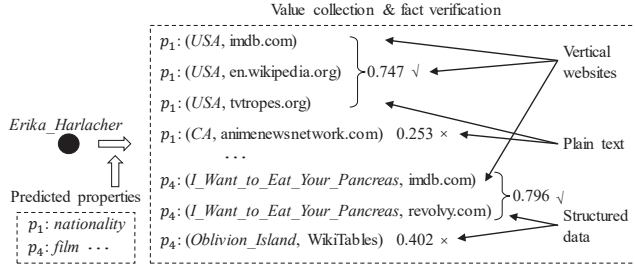 Value collection & fact verification
p₁: (USA, imdb.com)
p₁: (USA, en.wikipedia.org)
0.747 √
p₁: (USA, tvtropes.org)
p₁: (CA, animenewsnetwork.com) 0.253 ×
...
p₄: (I_Want_to_Eat_Your_Pancreas, imdb.com)
0.796 √
p₄: (I_Want_to_Eat_Your_Pancreas, revolvy.com)
p₄: (Oblivion_Island, WikiTables) 0.402 ×
Vertical
websites
Plain text
Structured
data
Erika_Harlacher
Predicted properties
p₁: nationality
p₄: film ...